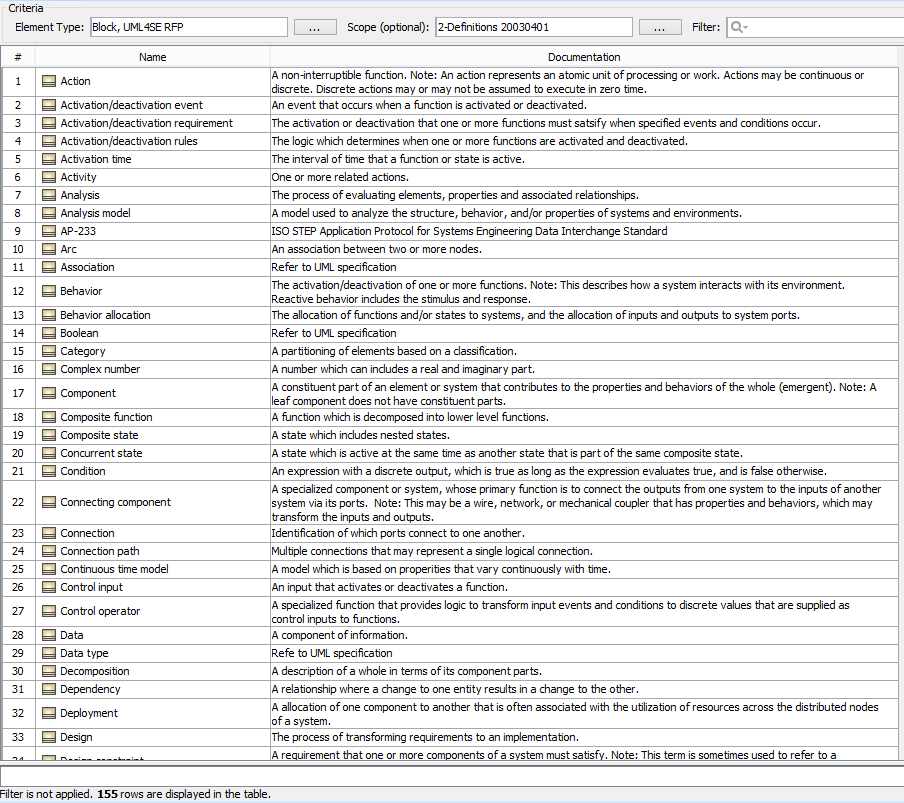 Criteria
Element Type: Block, UML4SE RFP ... Scope (optional): 2-Definitions 20030401 ... Filter:
# Name Documentation
1 Action A non-interruptible function. Note: An action represents an atomic unit of processing or work. Actions may be continuous or
discrete. Discrete actions may or may not be assumed to execute in zero time.
2 Activation/deactivation event An event that occurs when a function is activated or deactivated.
3 Activation/deactivation requirement The activation or deactivation that one or more functions must satsify when specified events and conditions occur.
4 Activation/deactivation rules The logic which determines when one or more functions are activated and deactivated.
5 Activation time The interval of time that a function or state is active.
6 Activity One or more related actions.
7 Analysis The process of evaluating elements, properties and associated relationships.
8 Analysis model A model used to analyze the structure, behavior, and/or properties of systems and environments.
9 AP-233 ISO STEP Application Protocol for Systems Engineering Data Interchange Standard
10 Arc An association between two or more nodes.
11 Association Refer to UML specification
12 Behavior The activation/deactivation of one or more functions. Note: This describes how a system interacts with its environment.
Reactive behavior includes the stimulus and response.
13 Behavior allocation The allocation of functions and/or states to systems, and the allocation of inputs and outputs to system ports.
14 Boolean Refer to UML specification
15 Category A partitioning of elements based on a classification.
16 Complex number A number which can includes a real and imaginary part.
17 Component A constituent part of an element or system that contributes to the properties and behaviors of the whole (emergent). Note: A
leaf component does not have constituent parts.
18 Composite function A function which is decomposed into lower level functions.
19 Composite state A state which includes nested states.
20 Concurrent state A state which is active at the same time as another state that is part of the same composite state.
21 Condition An expression with a discrete output, which is true as long as the expression evaluates true, and is false otherwise.
22 Connecting component A specialized component or system, whose primary function is to connect the outputs from one system to the inputs of another
system via its ports. Note: This may be a wire, network, or mechanical coupler that has properties and behaviors, which may
transform the inputs and outputs.
23 Connection Identification of which ports connect to one another.
24 Connection path Multiple connections that may represent a single logical connection.
25 Continuous time model A model which is based on properities that vary continuously with time.
26 Control input An input that activates or deactivates a function.
27 Control operator A specialized function that provides logic to transform input events and conditions to discrete values that are supplied as
control inputs to functions.
28 Data A component of information.
29 Data type Refe to UML specification
30 Decomposition A description of a whole in terms of its component parts.
31 Dependency A relationship where a change to one entity results in a change to the other.
32 Deployment A allocation of one component to another that is often associated with the utilization of resources across the distributed nodes
of a system.
33 Design The process of transforming requirements to an implementation.
34 Design constraint A requirement that one or more components of a system must satisfy. Note: This term is sometimes used to refer to a
Filter is not applied. 155 rows are displayed in the table.